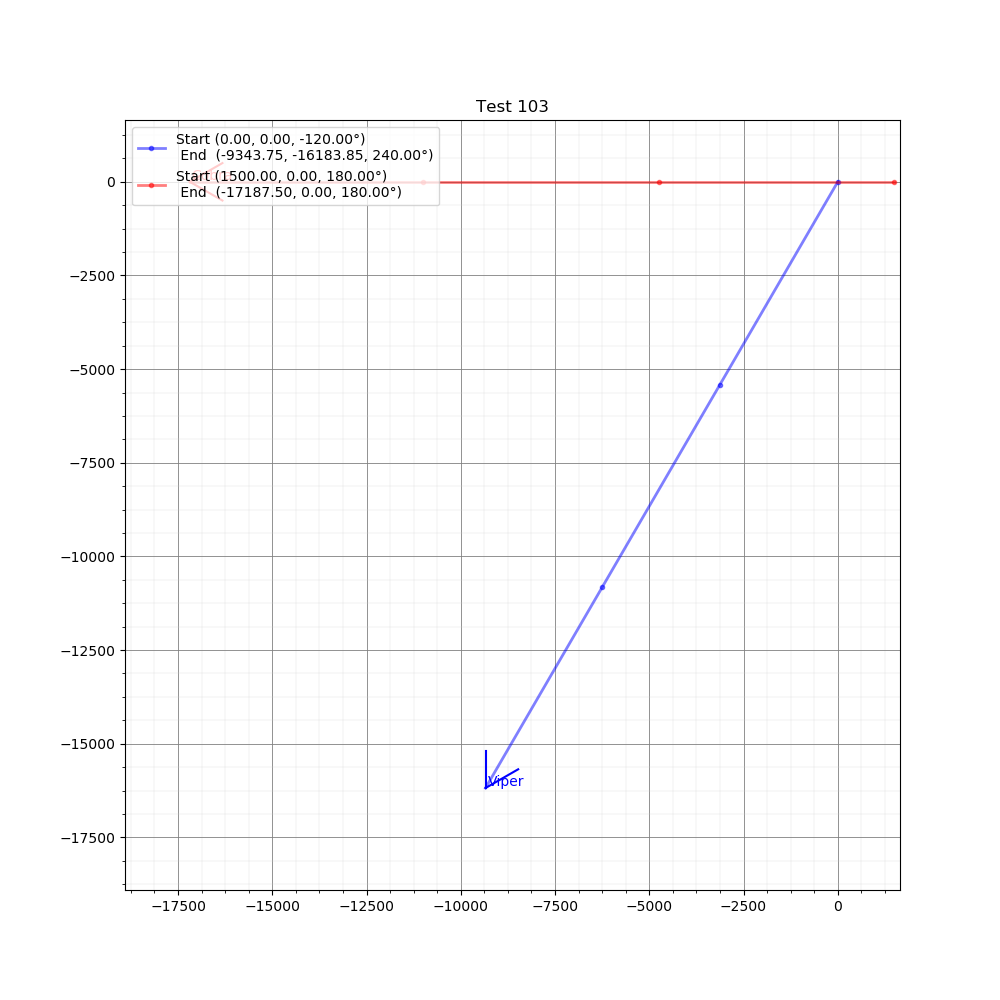 Test 103
Start (0.00, 0.00, -120.00°)
End (-9343.75, -16183.85, 240.00°)
Start (1500.00, 0.00, 180.00°)
End (-17187.50, 0.00, 180.00°)
0
−2500
−5000
−7500
−10000
−12500
−15000
−17500
Viper
−17500 −15000 −12500 −10000 −7500 −5000 −2500 0